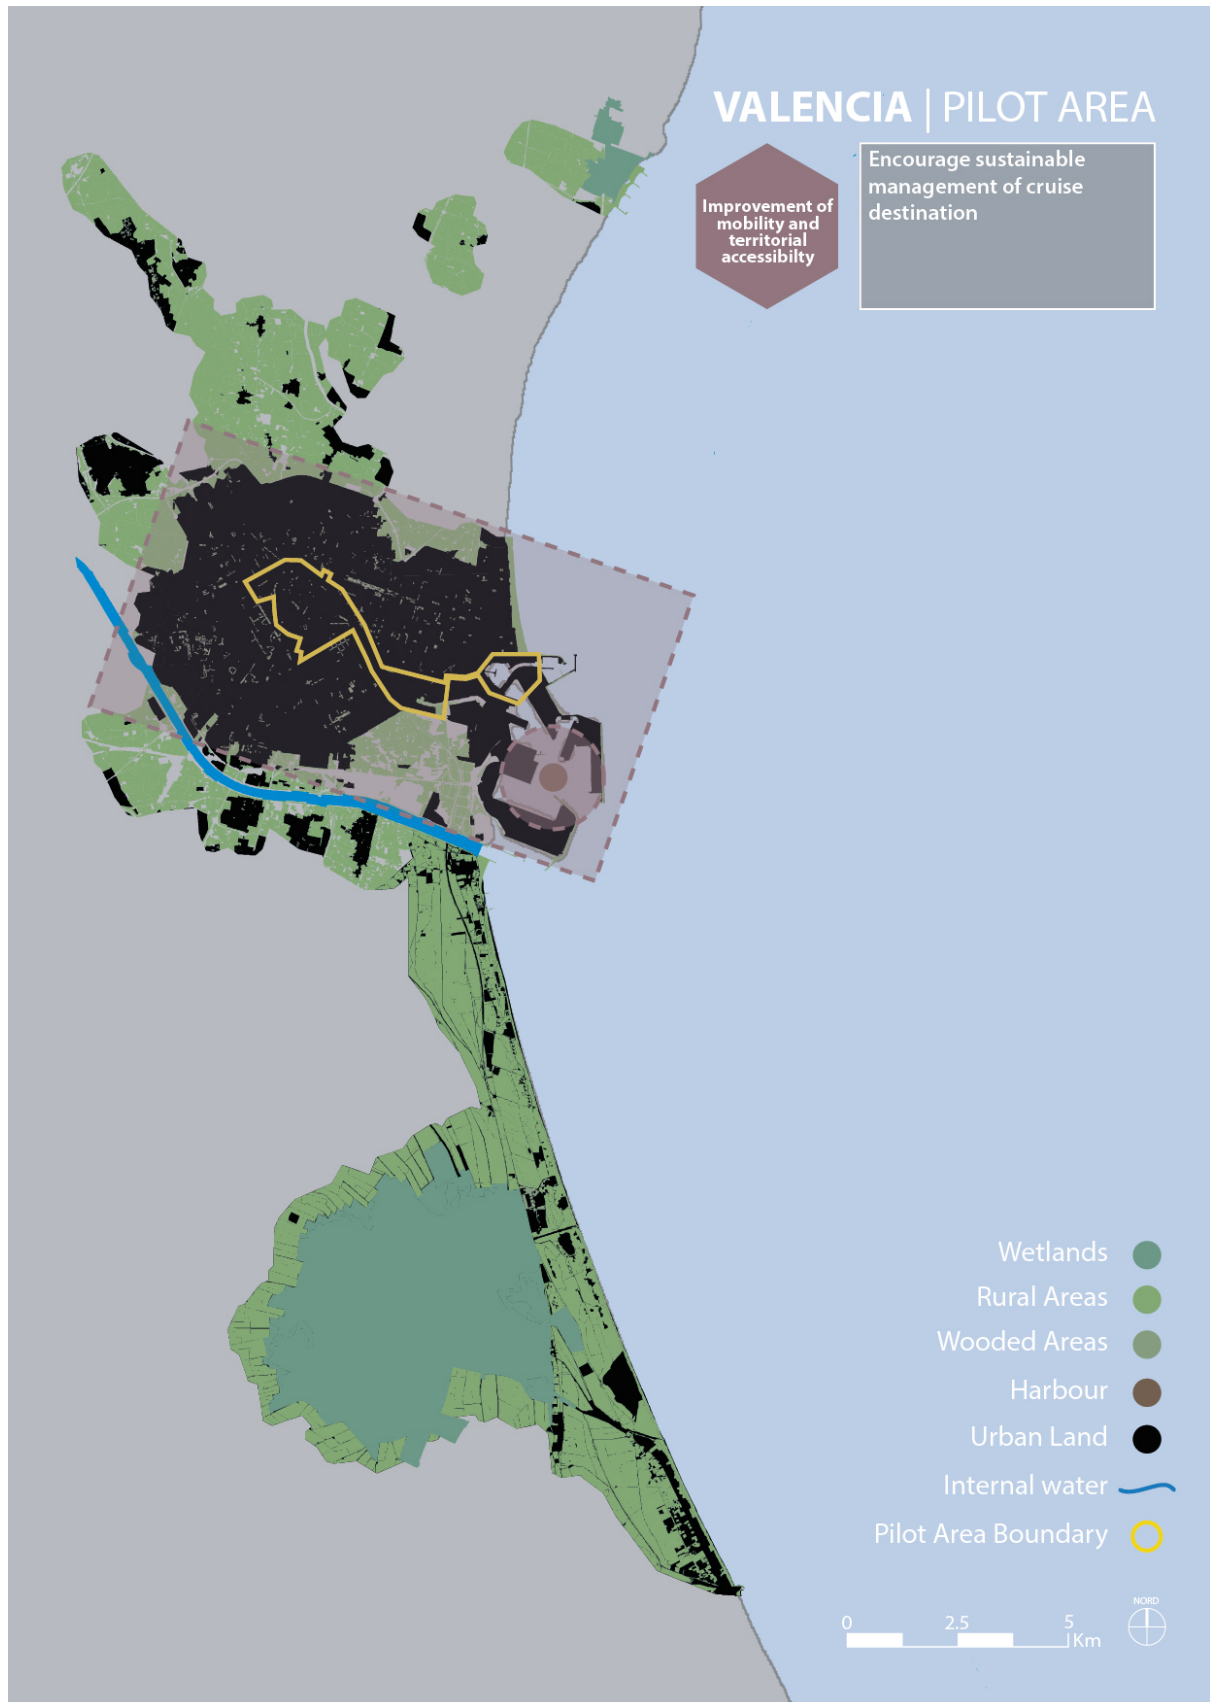 VALENCIA | PILOT AREA
Improvement of
mobility and
territorial
accessibilty
Encourage sustainable
management of cruise
destination
Wetlands
Rural Areas
Wooded Areas
Harbour
Urban Land
Internal water
Pilot Area Boundary
NORD
0 2.5 5
Km